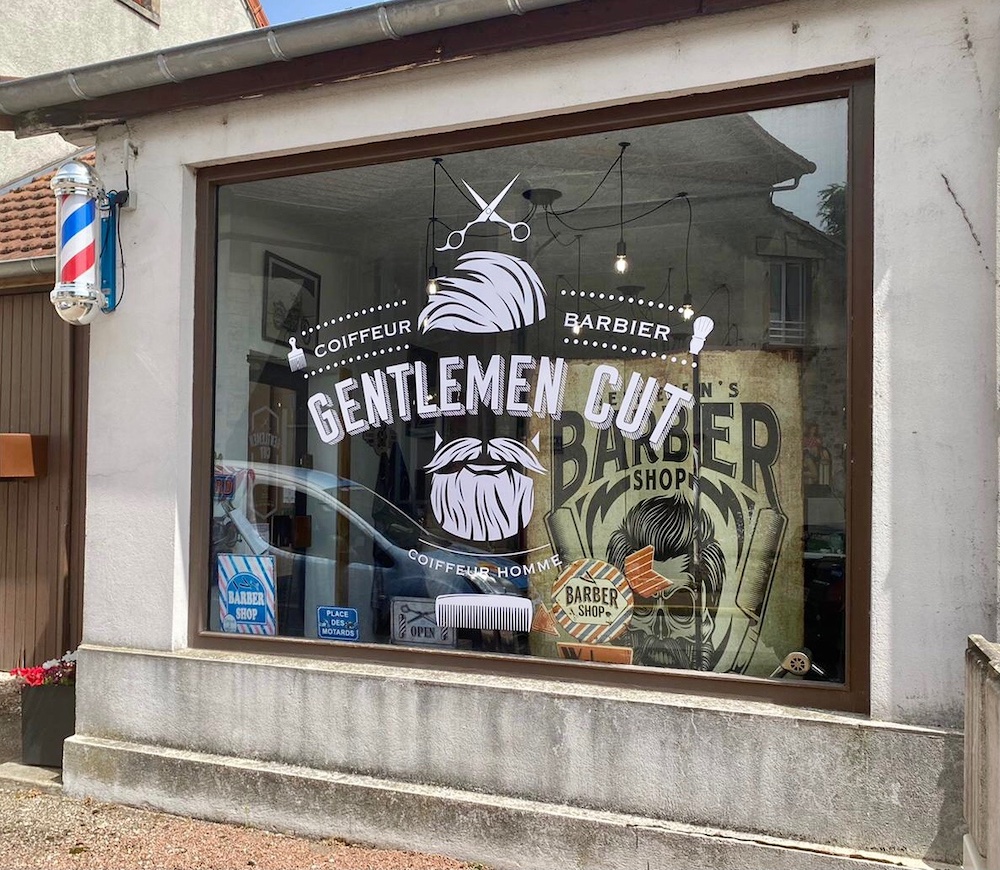 COIFFEUR
BARBIER
GENTLEMEN CUT
COIFFEUR HOMME
BARBER
SHOP
BARBER
SHOP
PLACE
DES
MOTARDS
OPEN
BARBER
SHOP